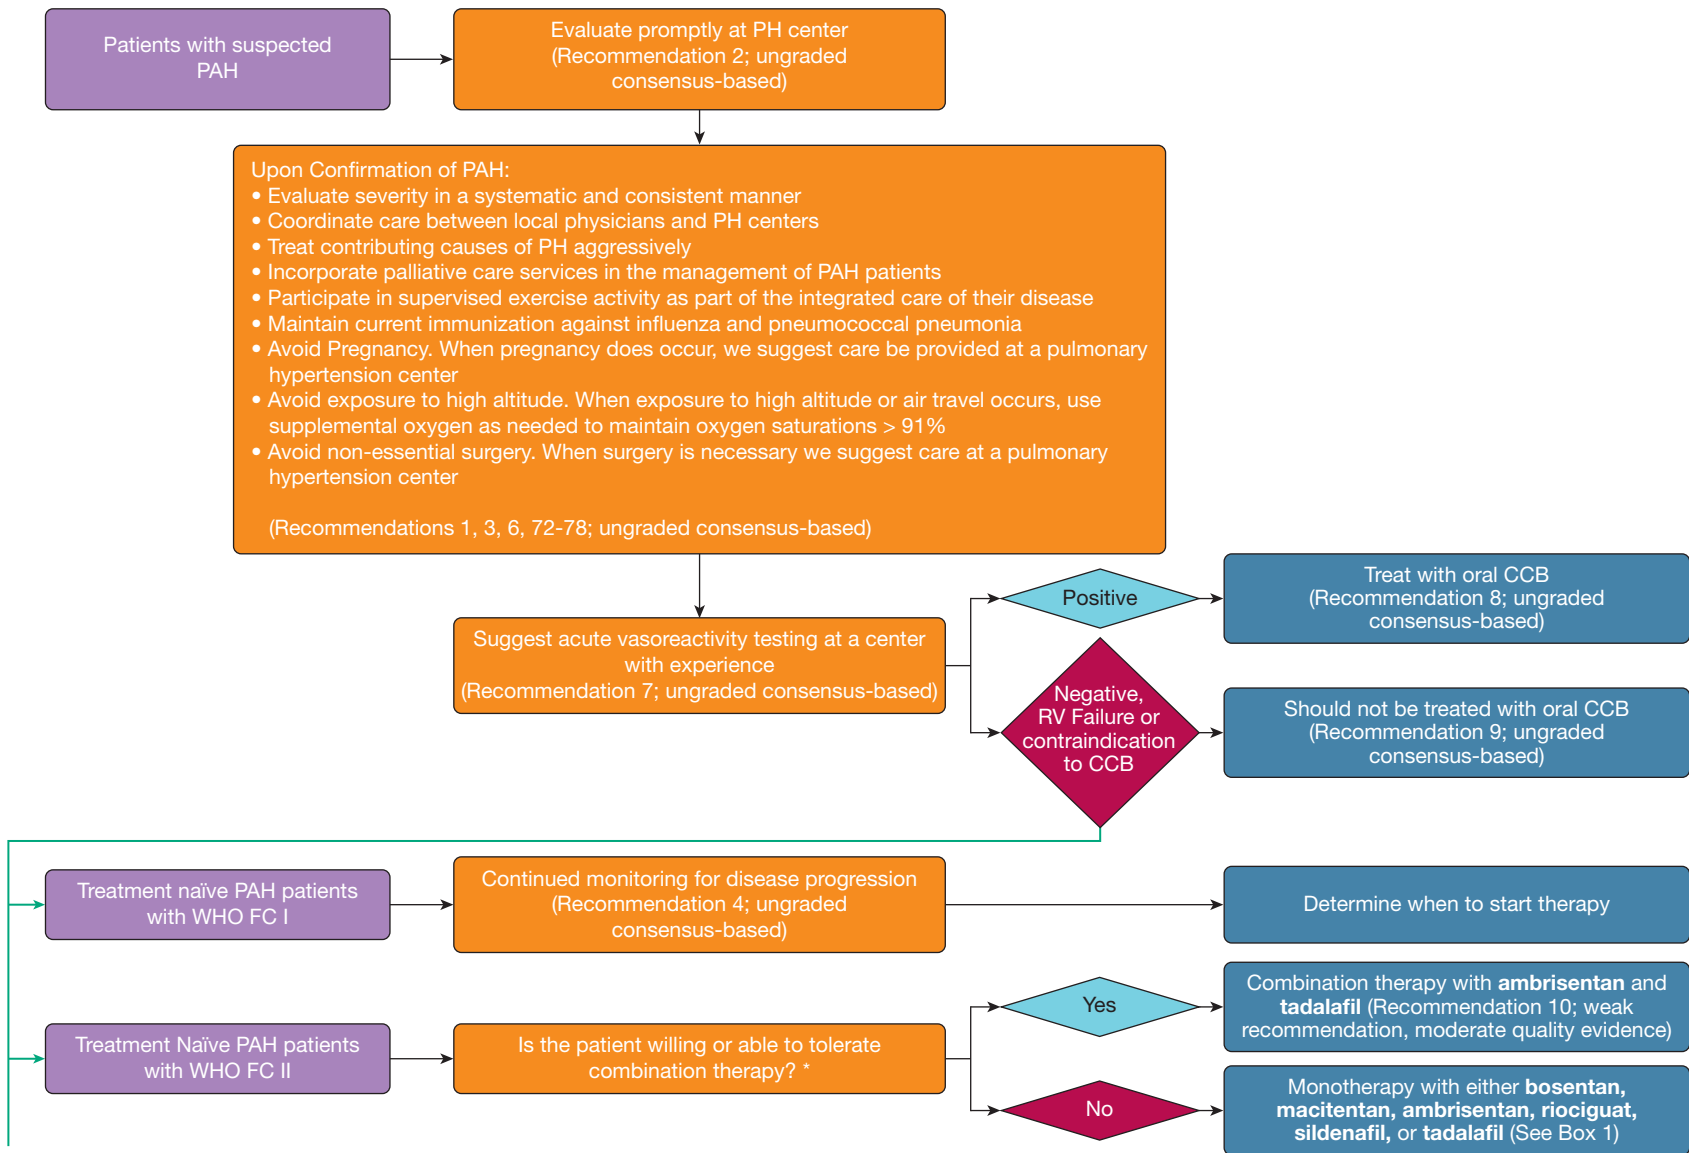 Patients with suspected
PAH
Evaluate promptly at PH center
(Recommendation 2; ungraded
consensus-based)
Upon Confirmation of PAH:
• Evaluate severity in a systematic and consistent manner
• Coordinate care between local physicians and PH centers
• Treat contributing causes of PH aggressively
• Incorporate palliative care services in the management of PAH patients
• Participate in supervised exercise activity as part of the integrated care of their disease
• Maintain current immunization against influenza and pneumococcal pneumonia
• Avoid Pregnancy. When pregnancy does occur, we suggest care be provided at a pulmonary
hypertension center
• Avoid exposure to high altitude. When exposure to high altitude or air travel occurs, use
supplemental oxygen as needed to maintain oxygen saturations > 91%
• Avoid non-essential surgery. When surgery is necessary we suggest care at a pulmonary
hypertension center
(Recommendations 1, 3, 6, 72-78; ungraded consensus-based)
Suggest acute vasoreactivity testing at a center
with experience
(Recommendation 7; ungraded consensus-based)
Positive
Treat with oral CCB
(Recommendation 8; ungraded
consensus-based)
Negative,
RV Failure or
contraindication
to CCB
Should not be treated with oral CCB
(Recommendation 9; ungraded
consensus-based)
Treatment naïve PAH patients
with WHO FC I
Continued monitoring for disease progression
(Recommendation 4; ungraded
consensus-based)
Determine when to start therapy
Treatment Naïve PAH patients
with WHO FC II
Is the patient willing or able to tolerate
combination therapy? *
Yes
Combination therapy with ambrisentan and
tadalafil (Recommendation 10; weak
recommendation, moderate quality evidence)
No
Monotherapy with either bosentan,
macitentan, ambrisentan, riociguat,
sildenafil, or tadalafil (See Box 1)